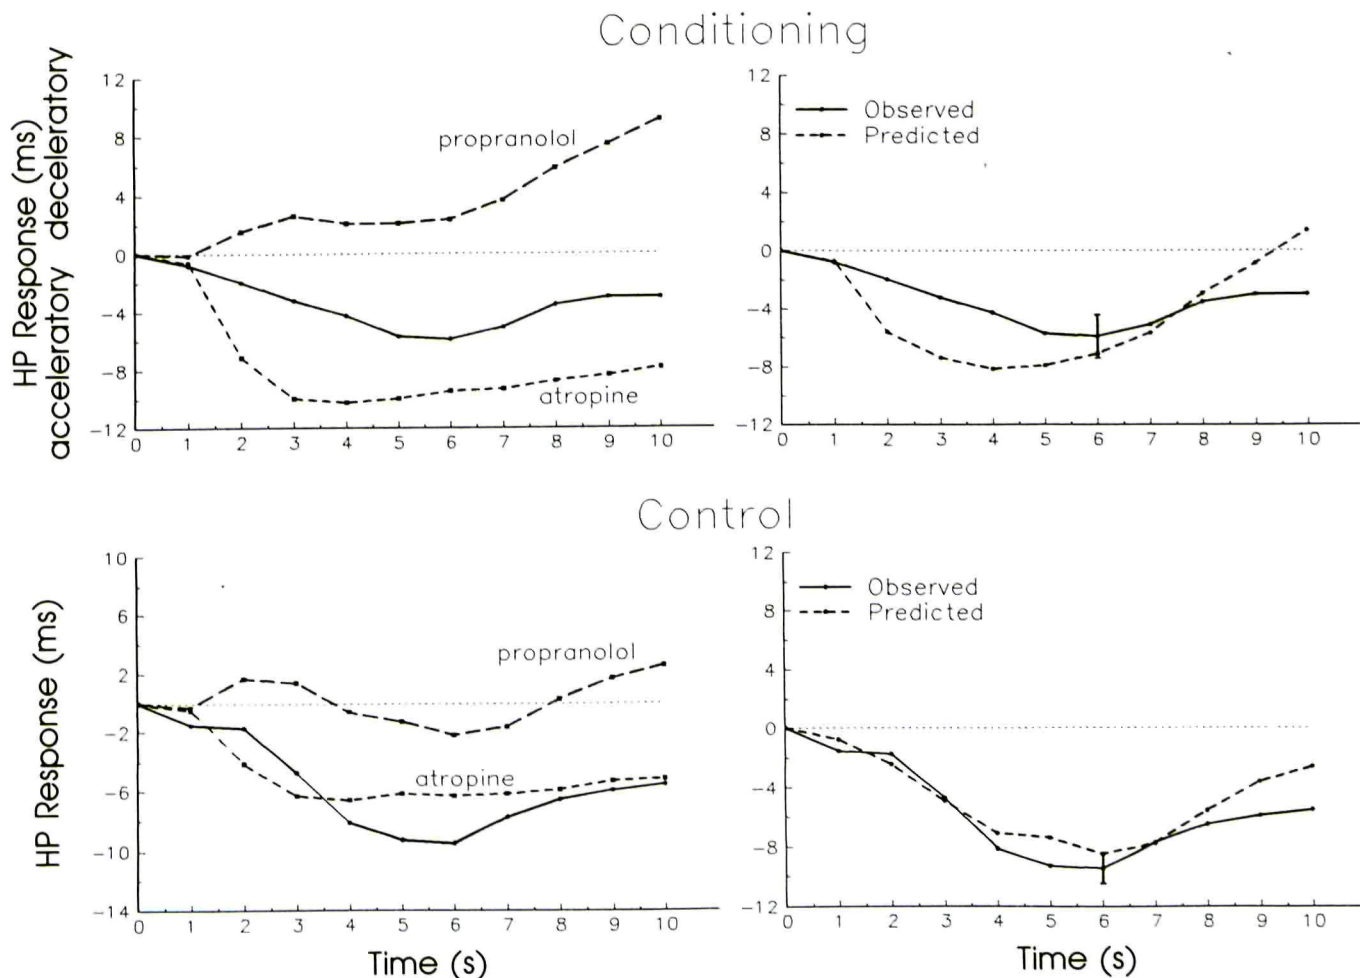 Conditioning
HP Response (ms)
acceleratory deceleratory
12
8
4
0
−4
−8
−12
propranolol
atropine
0 1 2 3 4 5 6 7 8 9 10
12
8
4
0
−4
−8
−12
Observed
Predicted
0 1 2 3 4 5 6 7 8 9 10
Control
HP Response (ms)
10
6
2
−2
−6
−10
−14
propranolol
atropine
0 1 2 3 4 5 6 7 8 9 10
Time (s)
12
8
4
0
−4
−8
−12
Observed
Predicted
0 1 2 3 4 5 6 7 8 9 10
Time (s)